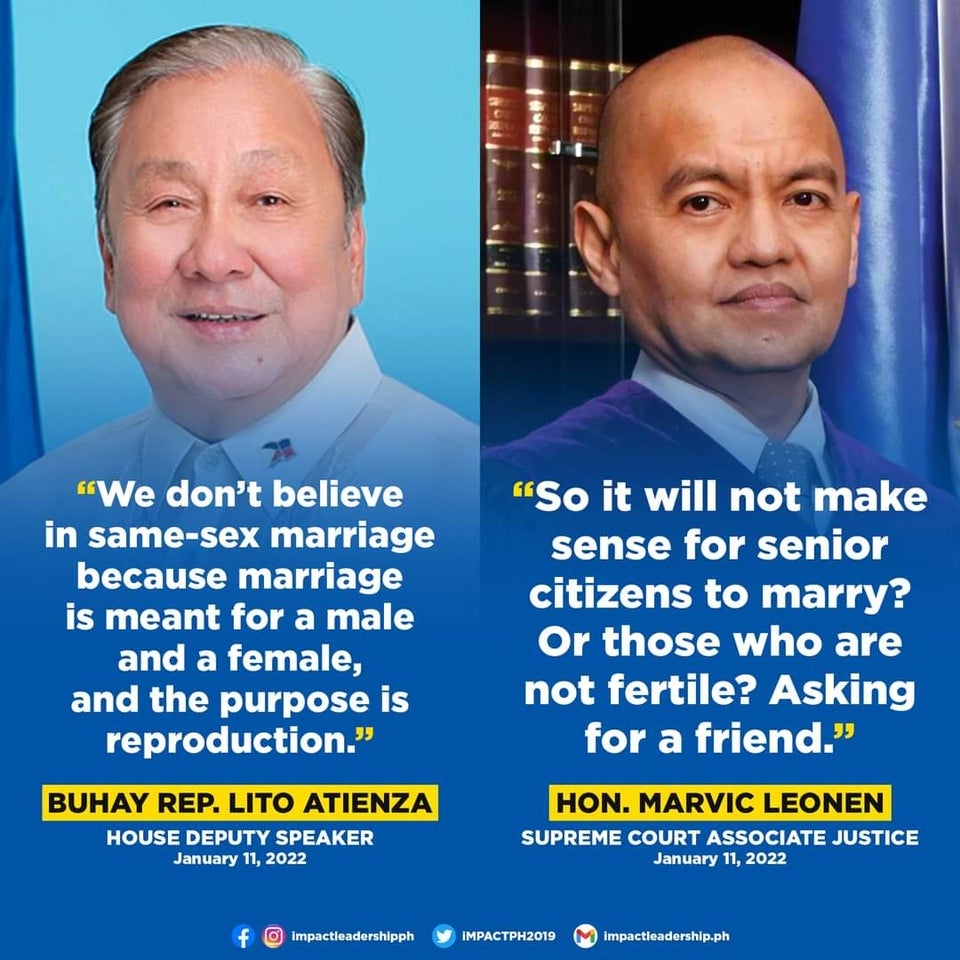 “We don’t believe
in same-sex marriage
because marriage
is meant for a male
and a female,
and the purpose is
reproduction.”
BUHAY REP. LITO ATIENZA
HOUSE DEPUTY SPEAKER
January 11, 2022
“So it will not make
sense for senior
citizens to marry?
Or those who are
not fertile? Asking
for a friend.”
HON. MARVIC LEONEN
SUPREME COURT ASSOCIATE JUSTICE
January 11, 2022
impactleadershipph iMPACTPH2019 impactleadership.ph